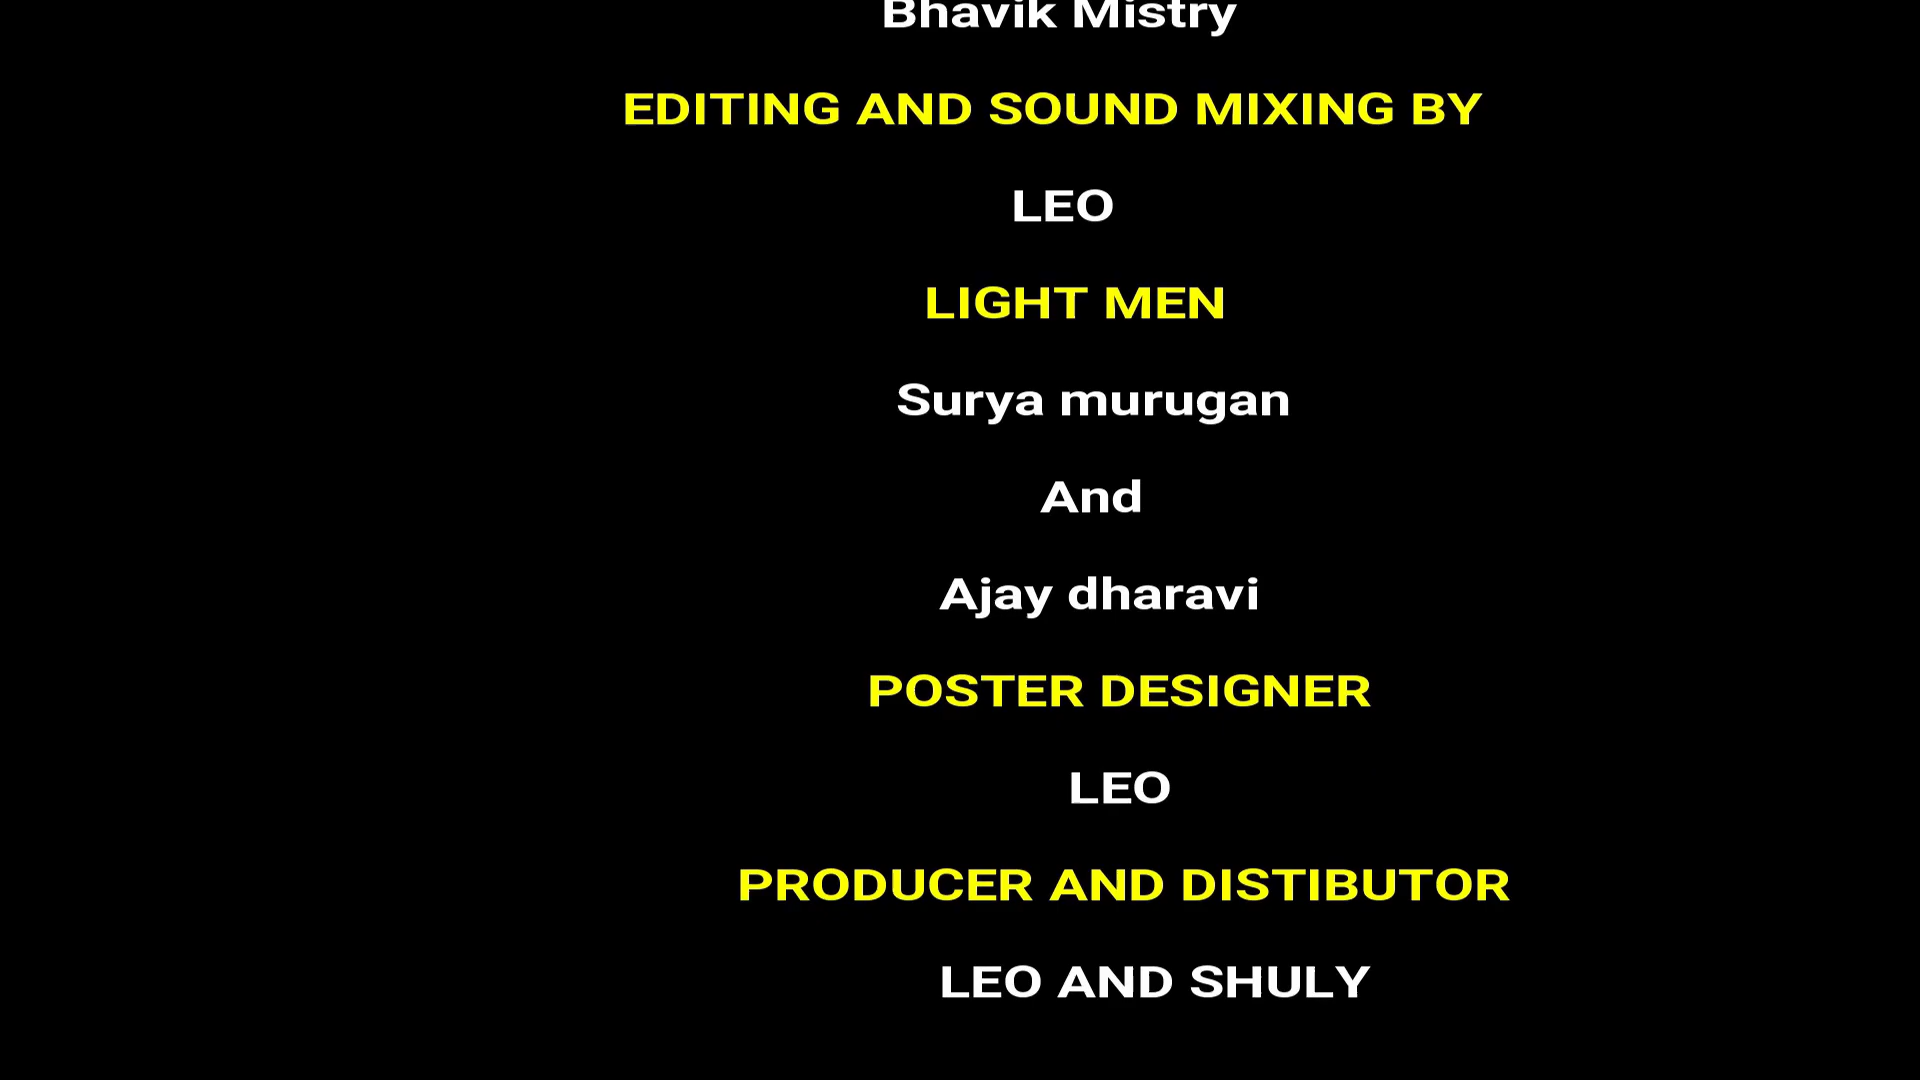 Bhavik Mistry
EDITING AND SOUND MIXING BY
LEO
LIGHT MEN
Surya murugan
And
Ajay dharavi
POSTER DESIGNER
LEO
PRODUCER AND DISTIBUTOR
LEO AND SHULY